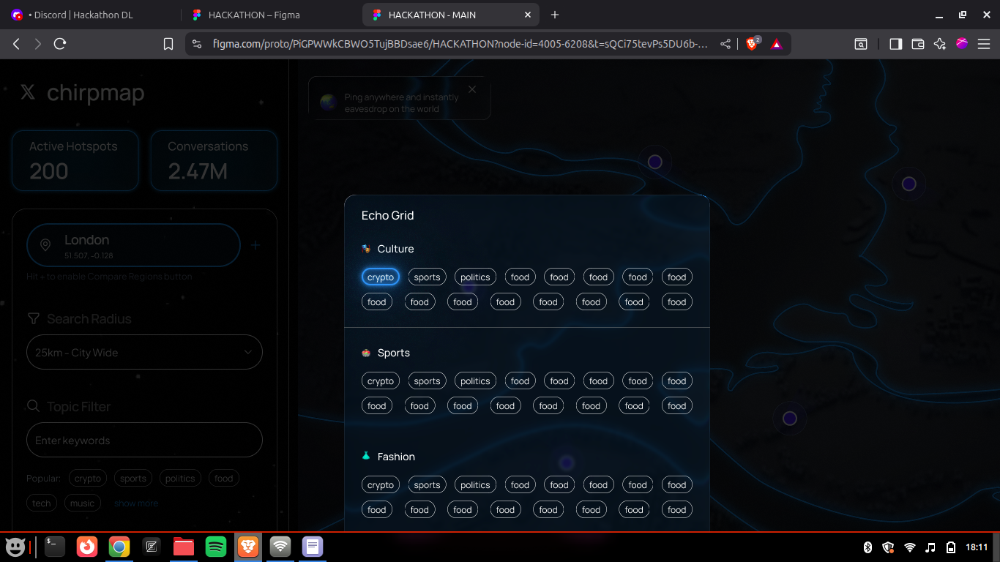 • Discord | Hackathon DL
HACKATHON – Figma
HACKATHON - MAIN
figma.com/proto/PiGPWWkCBWO5TujBBDsae6/HACKATHON?node-id=4005-6208&t=sQCi75tevPs5DU6b-...
2
chirpmap
Ping anywhere and instantly
eavesdrop on the world
Active Hotspots
200
Conversations
2.47M
London
51.507, -0.128
Hit + to enable Compare Regions button
Search Radius
25km - City Wide
Topic Filter
Enter keywords
Popular: crypto sports politics food
tech music show more
Echo Grid
Culture
crypto sports politics food food food food food
food food food food food food food food
Sports
crypto sports politics food food food food food
food food food food food food food food
Fashion
crypto sports politics food food food food food
food food food food food food food food
18:11